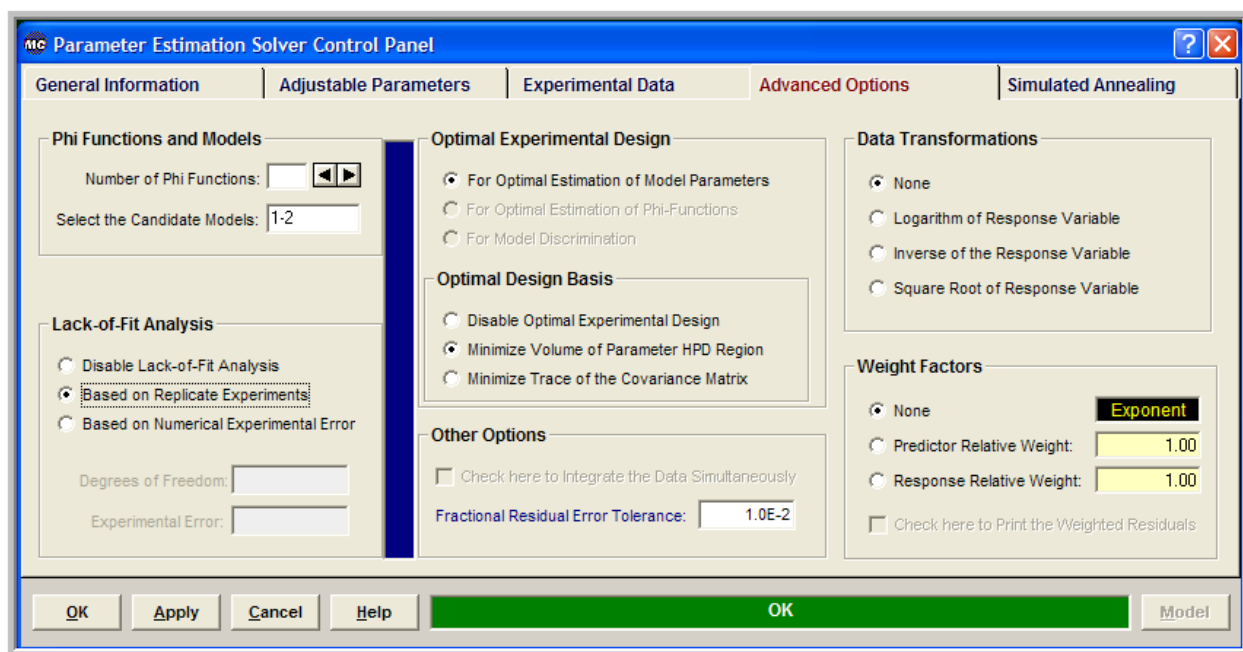 MC Parameter Estimation Solver Control Panel
General Information
Adjustable Parameters
Experimental Data
Advanced Options
Simulated Annealing
Phi Functions and Models
Number of Phi Functions:
Select the Candidate Models: 1-2
Lack-of-Fit Analysis
Disable Lack-of-Fit Analysis
Based on Replicate Experiments
Based on Numerical Experimental Error
Degrees of Freedom:
Experimental Error:
Optimal Experimental Design
For Optimal Estimation of Model Parameters
For Optimal Estimation of Phi-Functions
For Model Discrimination
Optimal Design Basis
Disable Optimal Experimental Design
Minimize Volume of Parameter HPD Region
Minimize Trace of the Covariance Matrix
Other Options
Check here to Integrate the Data Simultaneously
Fractional Residual Error Tolerance: 1.0E-2
Data Transformations
None
Logarithm of Response Variable
Inverse of the Response Variable
Square Root of Response Variable
Weight Factors
None Exponent
Predictor Relative Weight: 1.00
Response Relative Weight: 1.00
Check here to Print the Weighted Residuals
OK
Apply
Cancel
Help
OK
Model